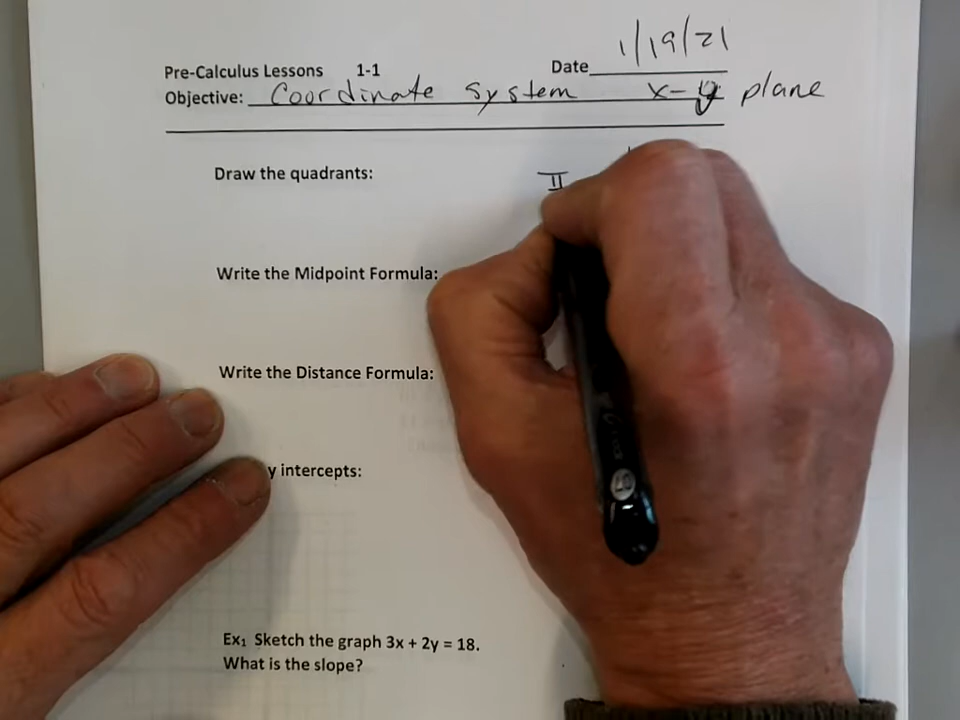 1/19/21
Pre-Calculus Lessons 1-1 Date
Objective: Coordinate system x-y plane
Draw the quadrants:
II
Write the Midpoint Formula:
Write the Distance Formula:
y intercepts:
Ex1 Sketch the graph 3x + 2y = 18.
What is the slope?